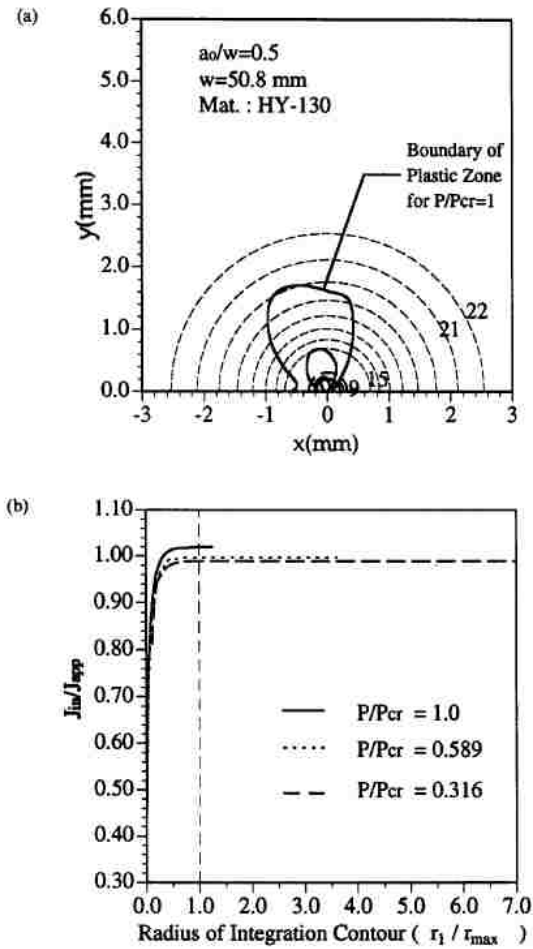 (a)
6.0
5.0
4.0
3.0
2.0
1.0
0.0
y(mm)
a₀/w=0.5
w=50.8 mm
Mat. : HY-130
Boundary of
Plastic Zone
for P/Pcr=1
22
21
15
9
-3 -2 -1 0 1 2 3
x(mm)
(b)
1.10
1.00
0.90
0.80
0.70
0.60
0.50
0.40
0.30
Jin/Japp
P/Pcr = 1.0
P/Pcr = 0.589
P/Pcr = 0.316
0.0 1.0 2.0 3.0 4.0 5.0 6.0 7.0
Radius of Integration Contour ( r₁ / rmax )